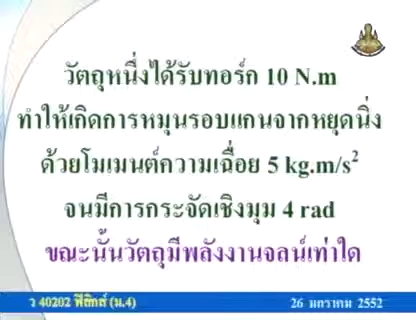 วัตถุหนึ่งได้รับทอร์ก 10 N.m
ทำให้เกิดการหมุนรอบแกนจากหยุดนิ่ง
ด้วยโมเมนต์ความเฉื่อย 5 kg.m/s²
จนมีการกระจัดเชิงมุม 4 rad
ขณะนั้นวัตถุมีพลังงานจลน์เท่าใด
ว 40202 ฟิสิกส์ (ม.4)
26 มกราคม 2552